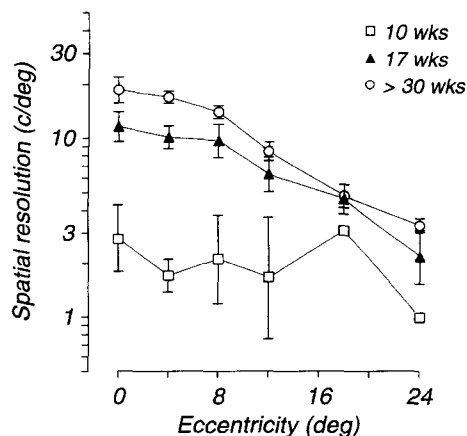 10 wks
17 wks
> 30 wks
Spatial resolution (c/deg)
30
10
3
1
0 8 16 24
Eccentricity (deg)